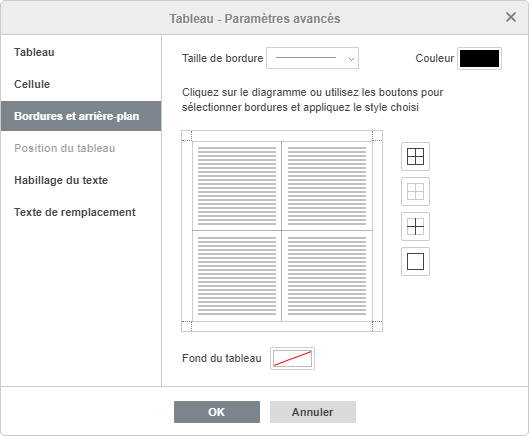 Tableau - Paramètres avancés
Tableau
Cellule
Bordures et arrière-plan
Position du tableau
Habillage du texte
Texte de remplacement
Taille de bordure
Couleur
Cliquez sur le diagramme ou utilisez les boutons pour
sélectionner bordures et appliquez le style choisi
Fond du tableau
OK
Annuler